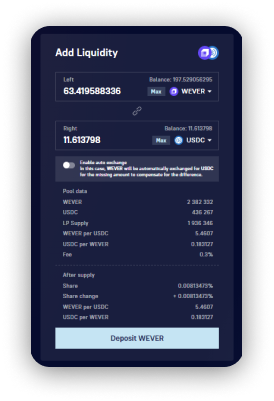 Add Liquidity
Left
Balance: 197.529056295
63.419588336
Max
WEVER
Right
Balance: 11.613798
11.613798
Max
USDC
Enable auto exchange
In this case, WEVER will be automatically exchanged for USDC
for the missing amount to compensate for the difference.
Pool data
WEVER 2 382 332
USDC 436 267
LP Supply 1 936 346
WEVER per USDC 5.4607
USDC per WEVER 0.183127
Fee 0.3%
After supply
Share 0.00813473%
Share change + 0.00813473%
WEVER per USDC 5.4607
USDC per WEVER 0.183127
Deposit WEVER